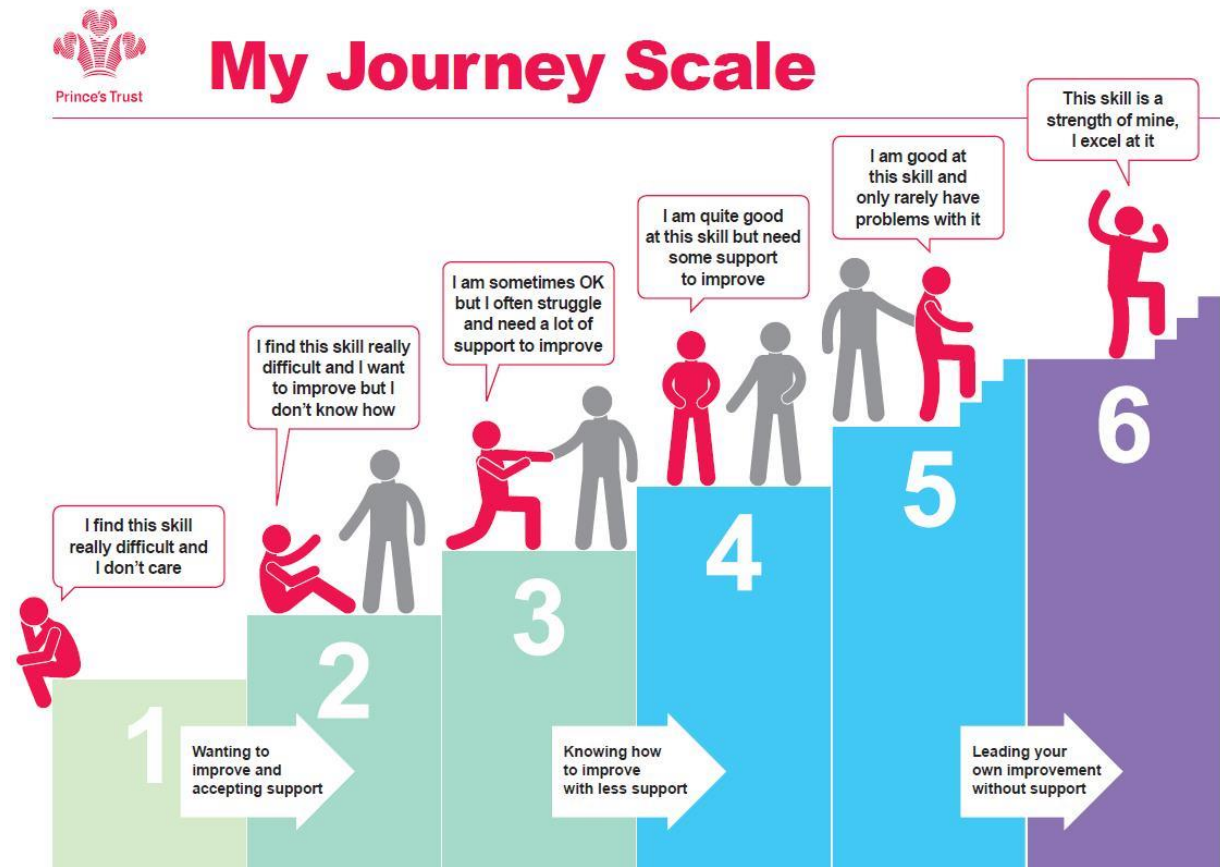 Prince's Trust
My Journey Scale
I find this skill
really difficult and
I don't care
I find this skill really
difficult and I want
to improve but I
don't know how
I am sometimes OK
but I often struggle
and need a lot of
support to improve
I am quite good
at this skill but need
some support
to improve
I am good at
this skill and
only rarely have
problems with it
This skill is a
strength of mine,
I excel at it
1
2
3
4
5
6
Wanting to
improve and
accepting support
Knowing how
to improve
with less support
Leading your
own improvement
without support